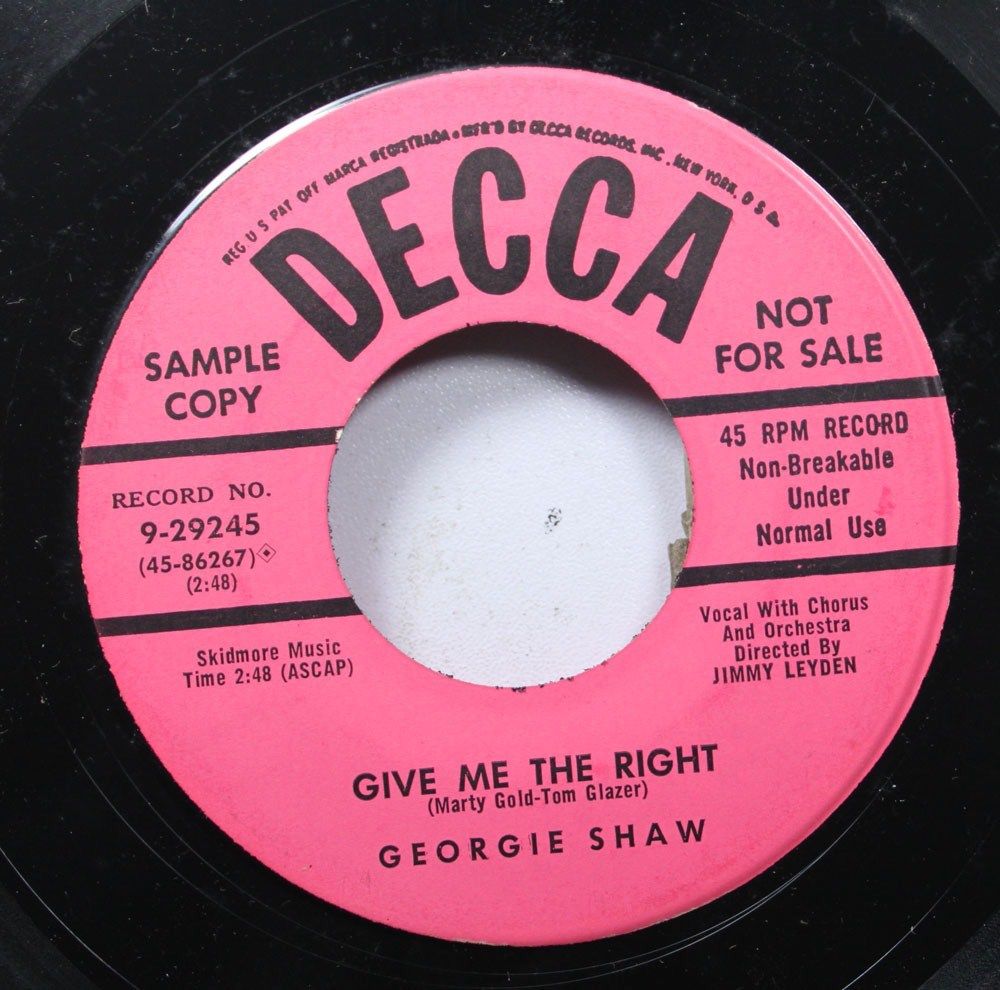 REG U S PAT OFF MARCA REGISTRADA • MFR'D BY DECCA RECORDS, INC., NEW YORK, U S A
DECCA
SAMPLE
COPY
NOT
FOR SALE
RECORD NO.
9-29245
(45-86267)
(2:48)
45 RPM RECORD
Non-Breakable
Under
Normal Use
Skidmore Music
Time 2:48 (ASCAP)
Vocal With Chorus
And Orchestra
Directed By
JIMMY LEYDEN
GIVE ME THE RIGHT
(Marty Gold-Tom Glazer)
GEORGIE SHAW